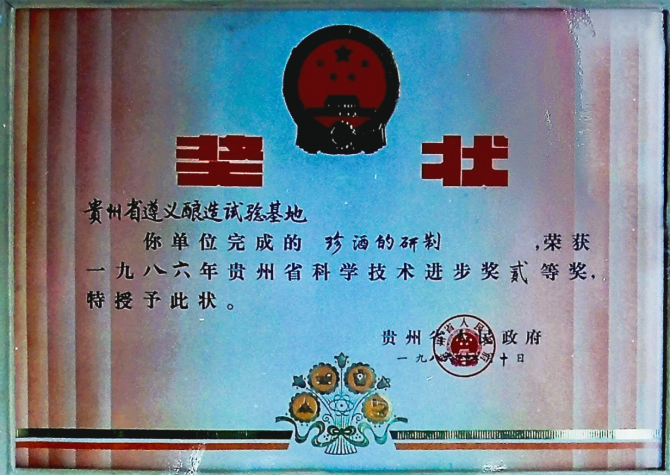 奖状
贵州省遵义酿造试验基地
你单位完成的 珍酒的研制 ,荣获
一九八六年贵州省科学技术进步奖贰等奖,
特授予此状。
贵州省人民政府
一九八 十日